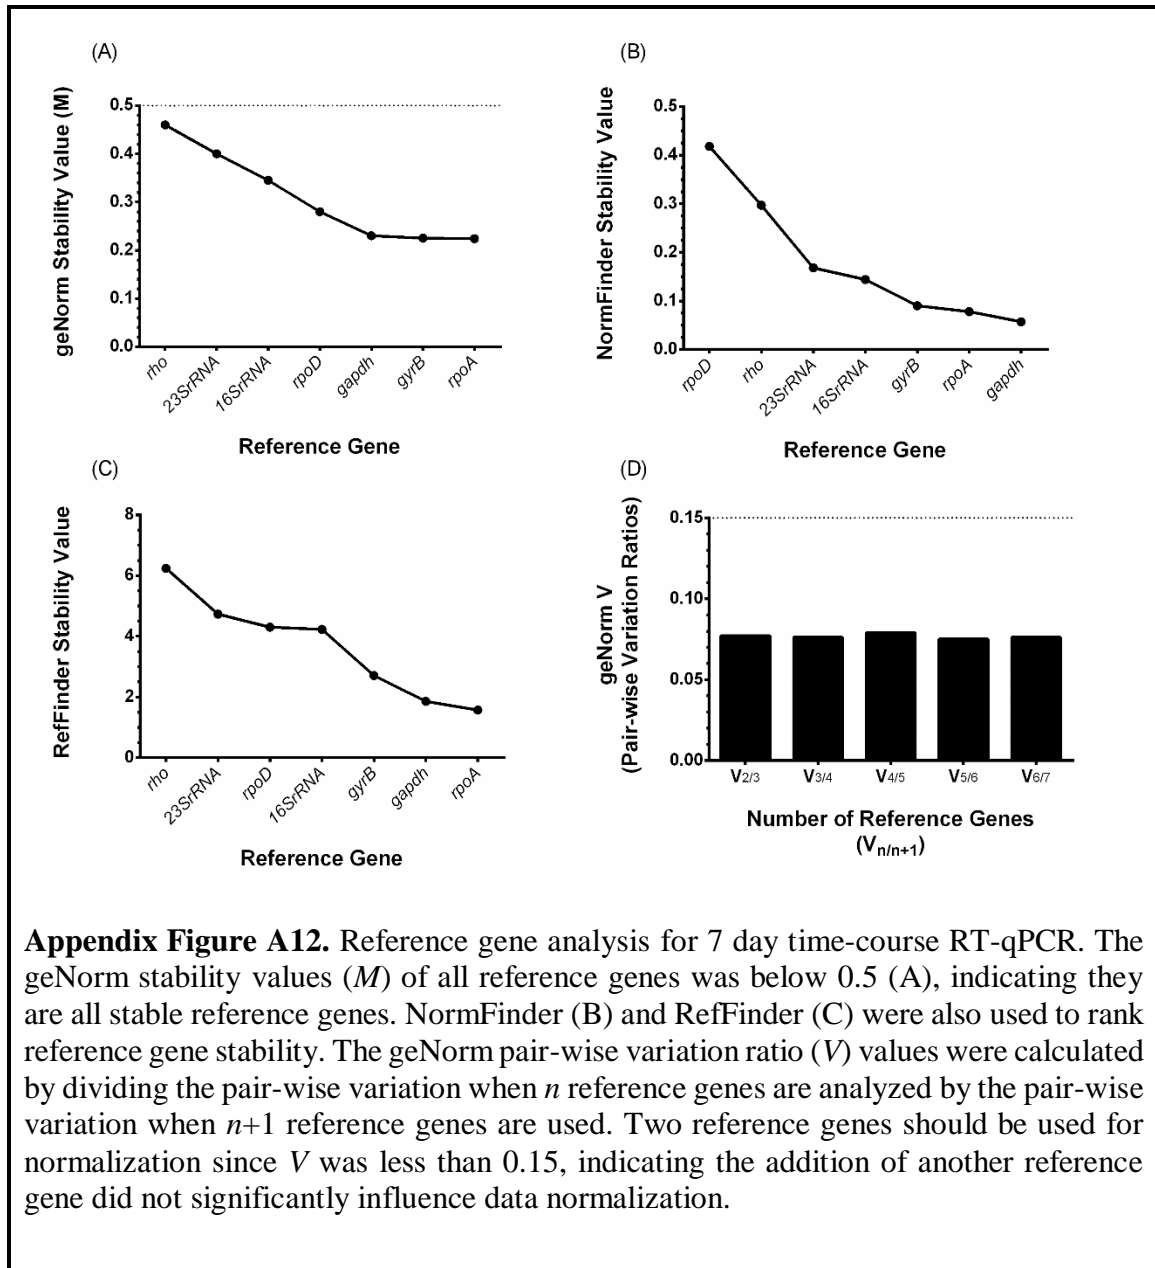 (A)
geNorm Stability Value (M)
0.5
0.4
0.3
0.2
0.1
0.0
rho
23SrRNA
16SrRNA
rpoD
gapdh
gyrB
rpoA
Reference Gene
(B)
NormFinder Stability Value
0.5
0.4
0.3
0.2
0.1
0.0
rpoD
rho
23SrRNA
16SrRNA
gyrB
rpoA
gapdh
Reference Gene
(C)
RefFinder Stability Value
8
6
4
2
0
rho
23SrRNA
rpoD
16SrRNA
gyrB
gapdh
rpoA
Reference Gene
(D)
geNorm V
(Pair-wise Variation Ratios)
0.15
0.10
0.05
0.00
V2/3
V3/4
V4/5
V5/6
V6/7
Number of Reference Genes
(Vn/n+1)
Appendix Figure A12. Reference gene analysis for 7 day time-course RT-qPCR. The
geNorm stability values (M) of all reference genes was below 0.5 (A), indicating they
are all stable reference genes. NormFinder (B) and RefFinder (C) were also used to rank
reference gene stability. The geNorm pair-wise variation ratio (V) values were calculated
by dividing the pair-wise variation when n reference genes are analyzed by the pair-wise
variation when n+1 reference genes are used. Two reference genes should be used for
normalization since V was less than 0.15, indicating the addition of another reference
gene did not significantly influence data normalization.